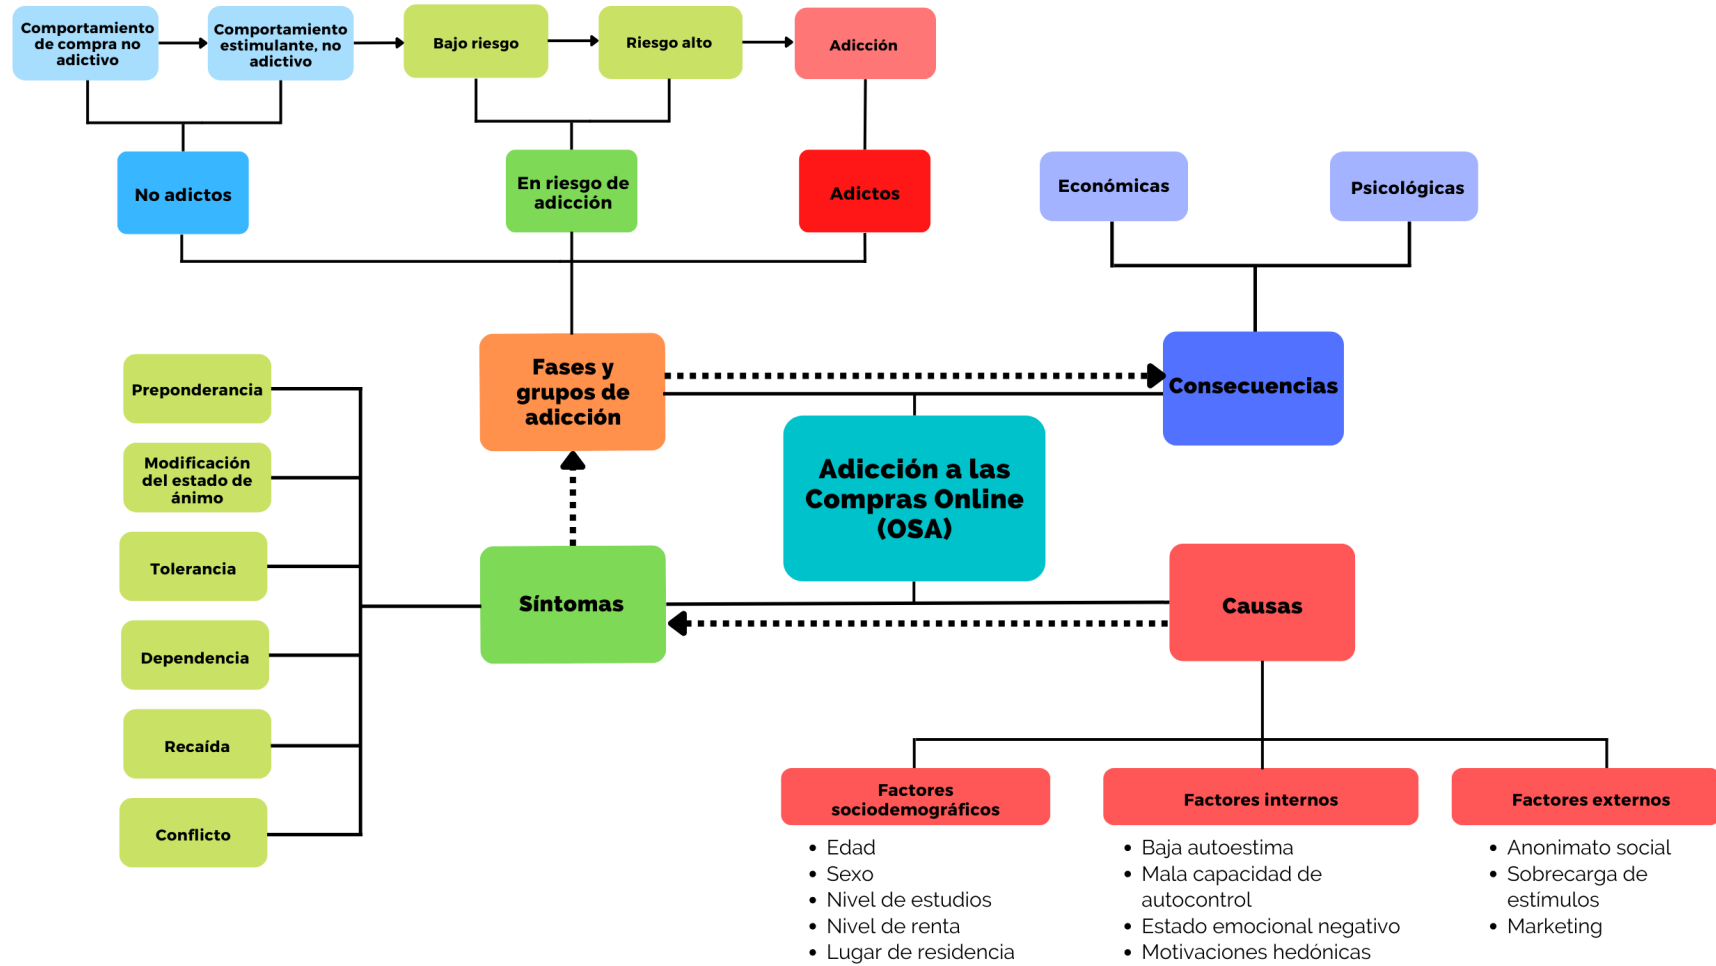 Comportamiento
de compra no
adictivo
Comportamiento
estimulante, no
adictivo
Bajo riesgo
Riesgo alto
Adicción
No adictos
En riesgo de
adicción
Adictos
Económicas
Psicológicas
Fases y
grupos de
adicción
Consecuencias
Adicción a las
Compras Online
(OSA)
Síntomas
Causas
Preponderancia
Modificación
del estado de
ánimo
Tolerancia
Dependencia
Recaída
Conflicto
Factores
sociodemográficos
• Edad
• Sexo
• Nivel de estudios
• Nivel de renta
• Lugar de residencia
Factores internos
• Baja autoestima
• Mala capacidad de
autocontrol
• Estado emocional negativo
• Motivaciones hedónicas
Factores externos
• Anonimato social
• Sobrecarga de
estímulos
• Marketing